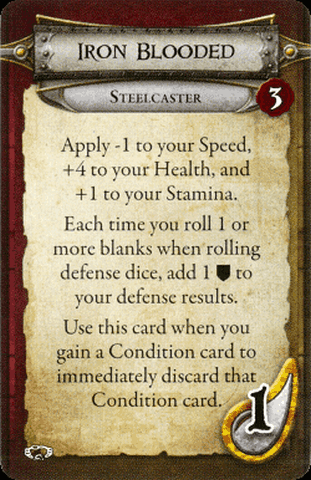 Iron Blooded
Steelcaster
3
Apply -1 to your Speed,
+4 to your Health, and
+1 to your Stamina.
Each time you roll 1 or
more blanks when rolling
defense dice, add 1 to
your defense results.
Use this card when you
gain a Condition card to
immediately discard that
Condition card.
1